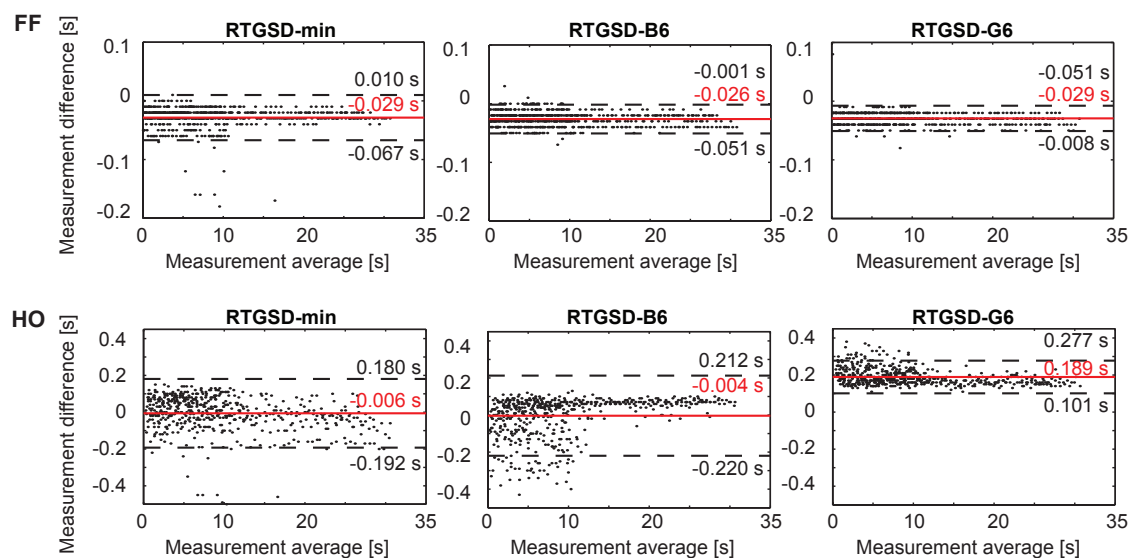 FF
RTGSD-min
RTGSD-B6
RTGSD-G6
Measurement difference [s]
0.1
0
-0.1
-0.2
0.010 s
-0.029 s
-0.067 s
0 10 20 30 35
Measurement average [s]
0.1
0
-0.1
-0.2
-0.001 s
-0.026 s
-0.051 s
0 10 20 30 35
Measurement average [s]
0.1
0
-0.1
-0.2
-0.051 s
-0.029 s
-0.008 s
0 10 20 30 35
Measurement average [s]
HO
RTGSD-min
RTGSD-B6
RTGSD-G6
Measurement difference [s]
0.4
0.2
0
-0.2
-0.4
0.180 s
-0.006 s
-0.192 s
0 10 20 30 35
Measurement average [s]
0.4
0.2
0
-0.2
-0.4
0.212 s
-0.004 s
-0.220 s
0 10 20 30 35
Measurement average [s]
0.4
0.2
0
-0.2
-0.4
0.277 s
0.189 s
0.101 s
0 10 20 30 35
Measurement average [s]